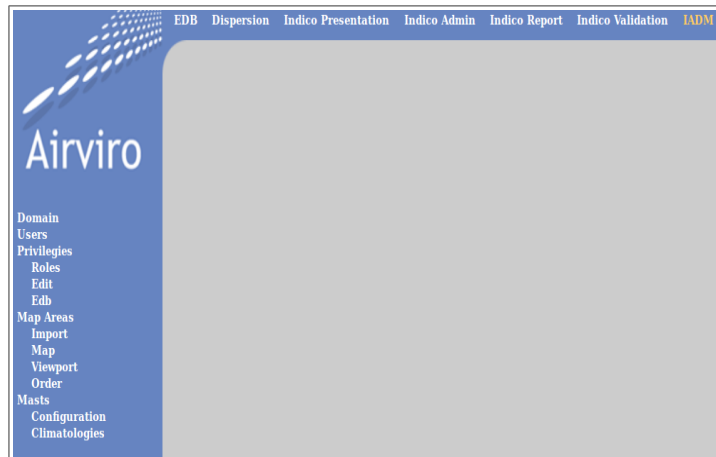 EDB Dispersion Indico Presentation Indico Admin Indico Report Indico Validation IADM
Airviro
Domain
Users
Privilegies
Roles
Edit
Edb
Map Areas
Import
Map
Viewport
Order
Masts
Configuration
Climatologies